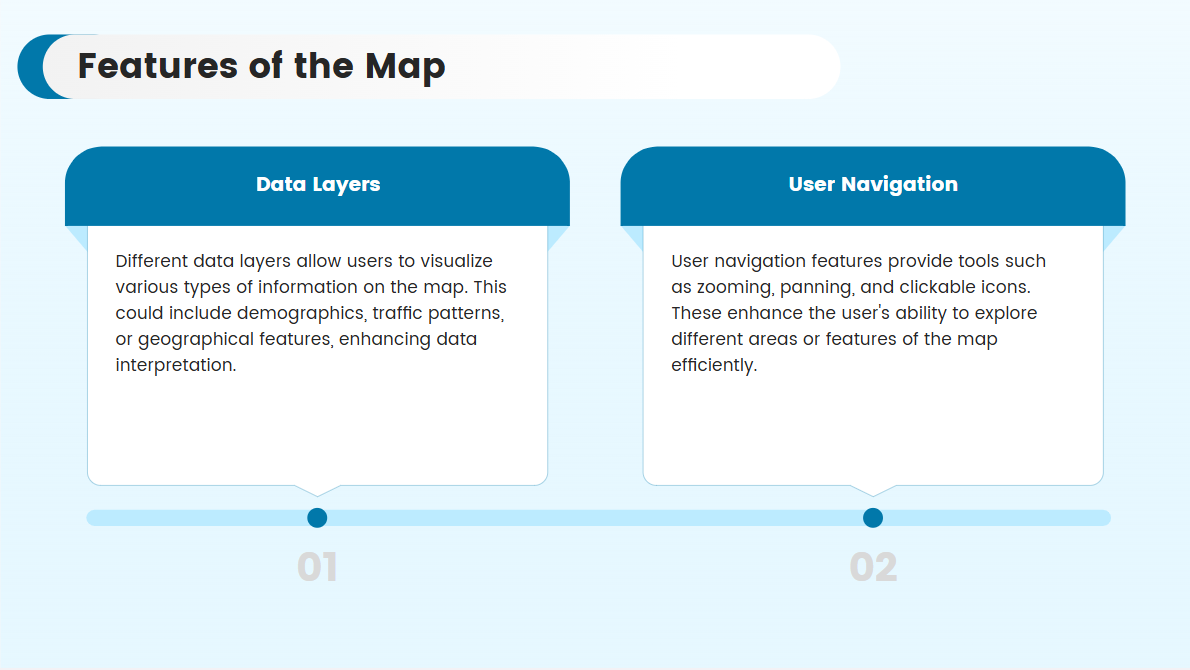 Features of the Map
Data Layers
Different data layers allow users to visualize
various types of information on the map. This
could include demographics, traffic patterns,
or geographical features, enhancing data
interpretation.
User Navigation
User navigation features provide tools such
as zooming, panning, and clickable icons.
These enhance the user's ability to explore
different areas or features of the map
efficiently.
01
02